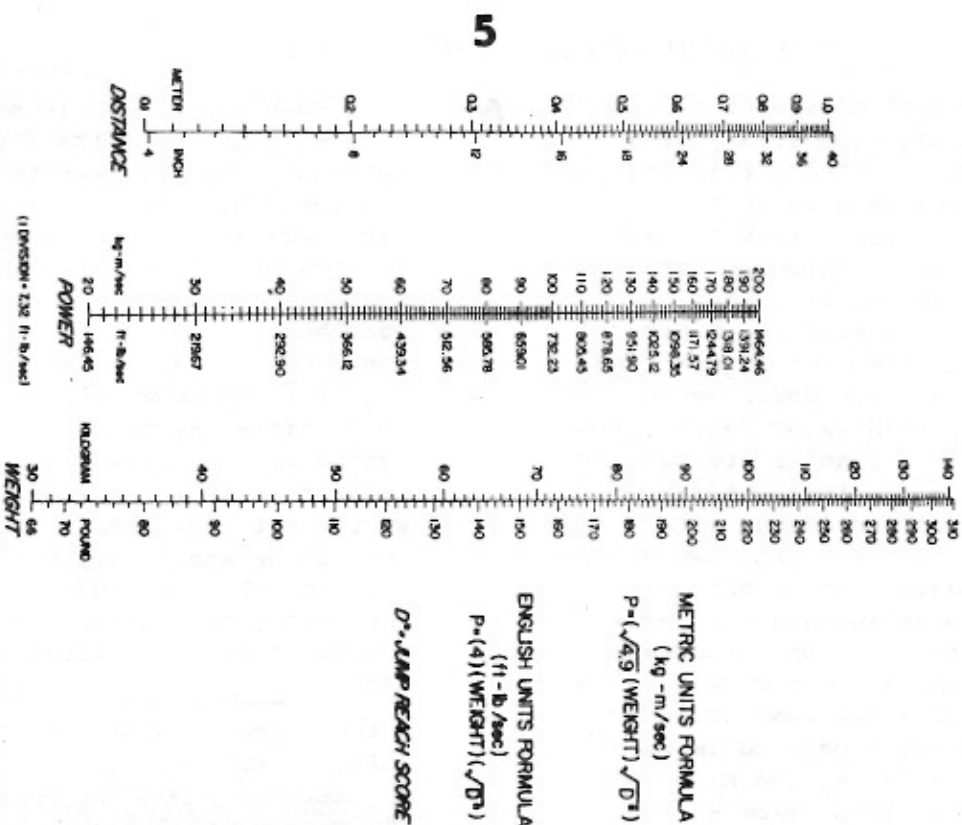 5
DISTANCE
METER
0.1 0.2 0.3 0.4 0.5 0.6 0.7 0.8 0.9 1.0
INCH
4 8 12 16 18 24 28 32 36 40
POWER
kg-m/sec
20 30 40 50 60 70 80 90 100 110 120 130 140 150 160 170 180 190 200
ft-lb/sec
146.45 219.67 292.90 366.12 439.34 512.56 585.78 659.01 732.23 805.45 878.65 951.90 1025.12 1098.35 1171.57 1244.79 1318.01 1391.24 1464.46
(1 DIVISION = 7.32 ft-lb/sec)
WEIGHT
KILOGRAM
30 40 50 60 70 80 90 100 110 120 130 140
POUND
66 70 80 90 100 110 120 130 140 150 160 170 180 190 200 210 220 230 240 250 260 270 280 290 300
METRIC UNITS FORMULA
(kg-m/sec)
P=(√4.9 (WEIGHT) √D*)
ENGLISH UNITS FORMULA
(ft-lb/sec)
P=(4)(WEIGHT)(√D*)
D*=JUMP REACH SCORE